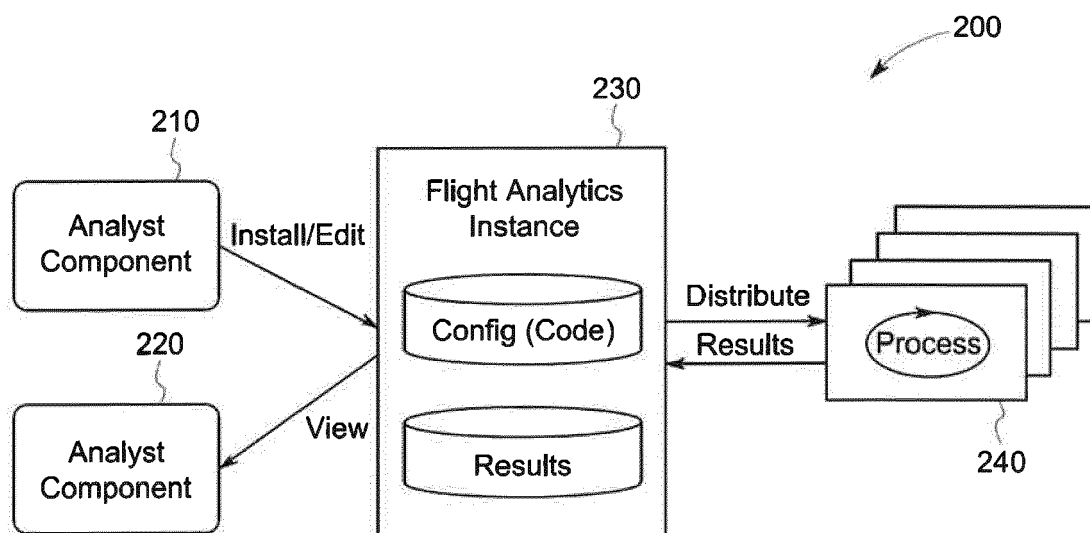 200
230
210
Flight Analytics
Instance
Analyst
Component
Install/Edit
Config (Code)
Distribute
Results
Process
220
View
Analyst
Component
Results
240